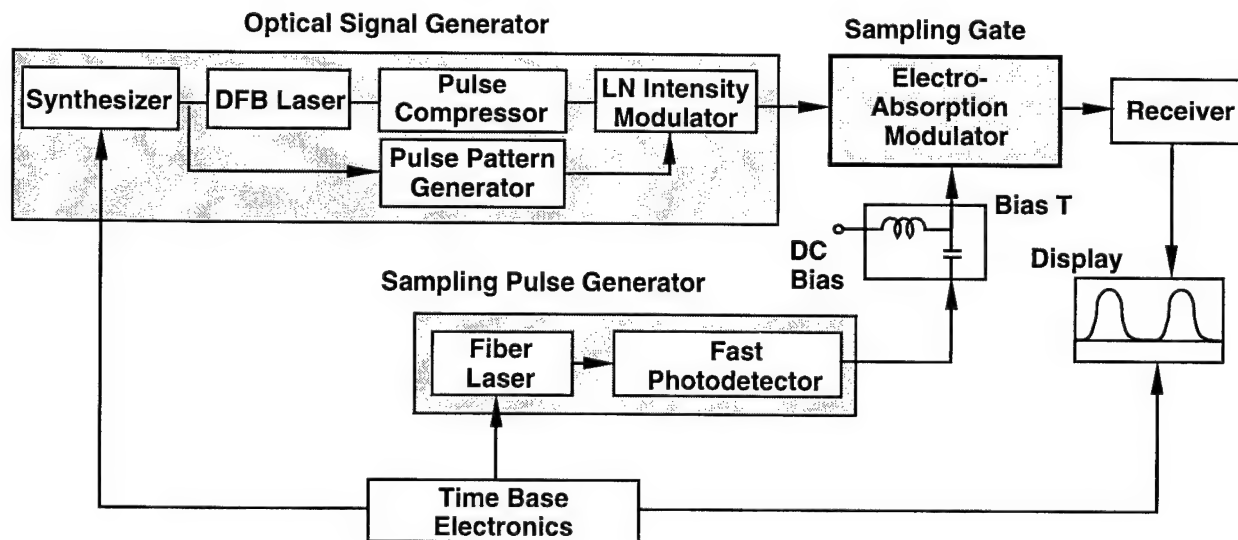 Optical Signal Generator
Synthesizer
DFB Laser
Pulse
Compressor
LN Intensity
Modulator
Pulse Pattern
Generator
Sampling Gate
Electro-
Absorption
Modulator
Receiver
Bias T
DC
Bias
Display
Sampling Pulse Generator
Fiber
Laser
Fast
Photodetector
Time Base
Electronics